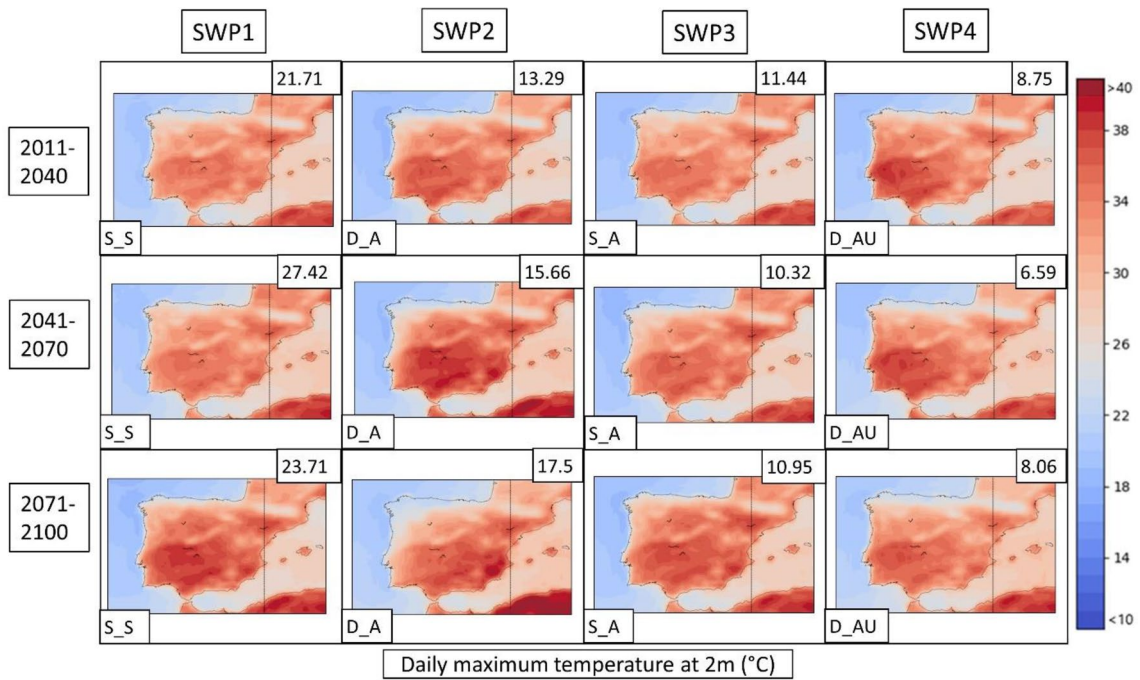 SWP1 SWP2 SWP3 SWP4
21.71 13.29 11.44 8.75
2011-
2040
S_S D_A S_A D_AU
27.42 15.66 10.32 6.59
2041-
2070
S_S D_A S_A D_AU
23.71 17.5 10.95 8.06
2071-
2100
S_S D_A S_A D_AU
>40
38
34
30
26
22
18
14
<10
Daily maximum temperature at 2m (°C)